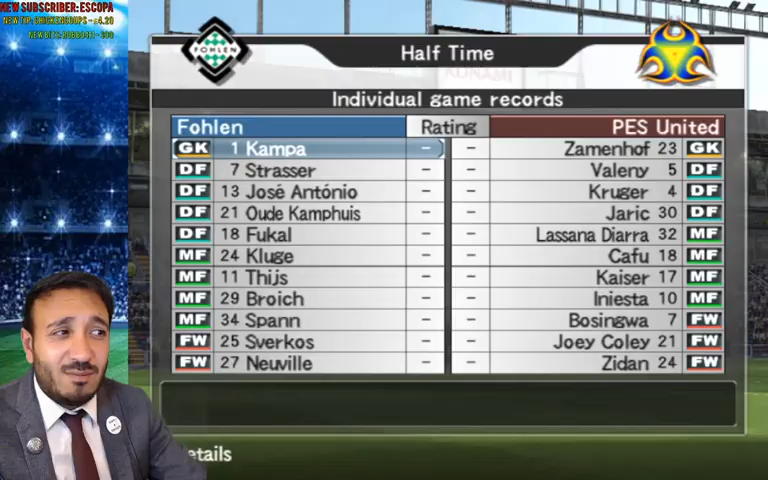 NEW SUBSCRIBER: ESCOPA
Half Time
FOHLEN
KONAMI
Individual game records
Fohlen Rating PES United
GK 1 Kampa - - Zamenhof 23 GK
DF 7 Strasser - - Valeny 5 DF
DF 13 José António - - Kruger 4 DF
DF 21 Oude Kamphuis - - Jaric 30 DF
DF 18 Fukal - - Lassana Diarra 32 MF
MF 24 Kluge - - Cafu 18 MF
MF 11 Thijs - - Kaiser 17 MF
MF 29 Broich - - Iniesta 10 MF
MF 34 Spann - - Bosingwa 7 FW
FW 25 Sverkos - - Joey Coley 21 FW
FW 27 Neuville - - Zidan 24 FW
etails